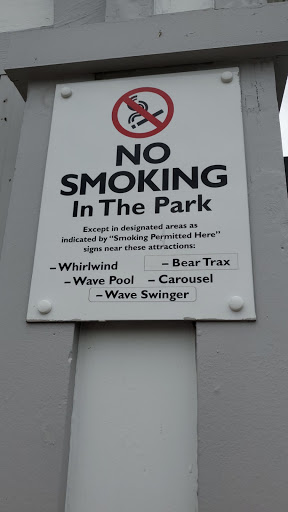 NO
SMOKING
In The Park
Except in designated areas as
indicated by "Smoking Permitted Here"
signs near these attractions:
– Whirlwind – Bear Trax
– Wave Pool – Carousel
– Wave Swinger